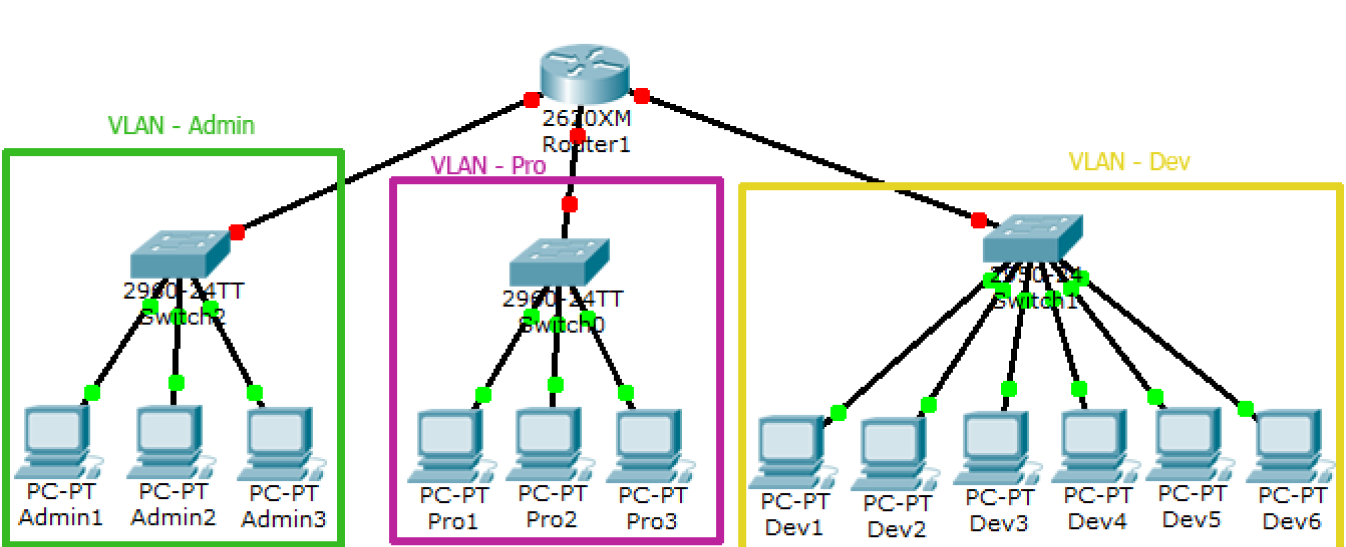 VLAN - Admin
VLAN - Pro
VLAN - Dev
2620XM
Router1
2960-24TT
Switch2
2960-24TT
Switch0
2950-24
Switch1
PC-PT
Admin1
PC-PT
Admin2
PC-PT
Admin3
PC-PT
Pro1
PC-PT
Pro2
PC-PT
Pro3
PC-PT
Dev1
PC-PT
Dev2
PC-PT
Dev3
PC-PT
Dev4
PC-PT
Dev5
PC-PT
Dev6